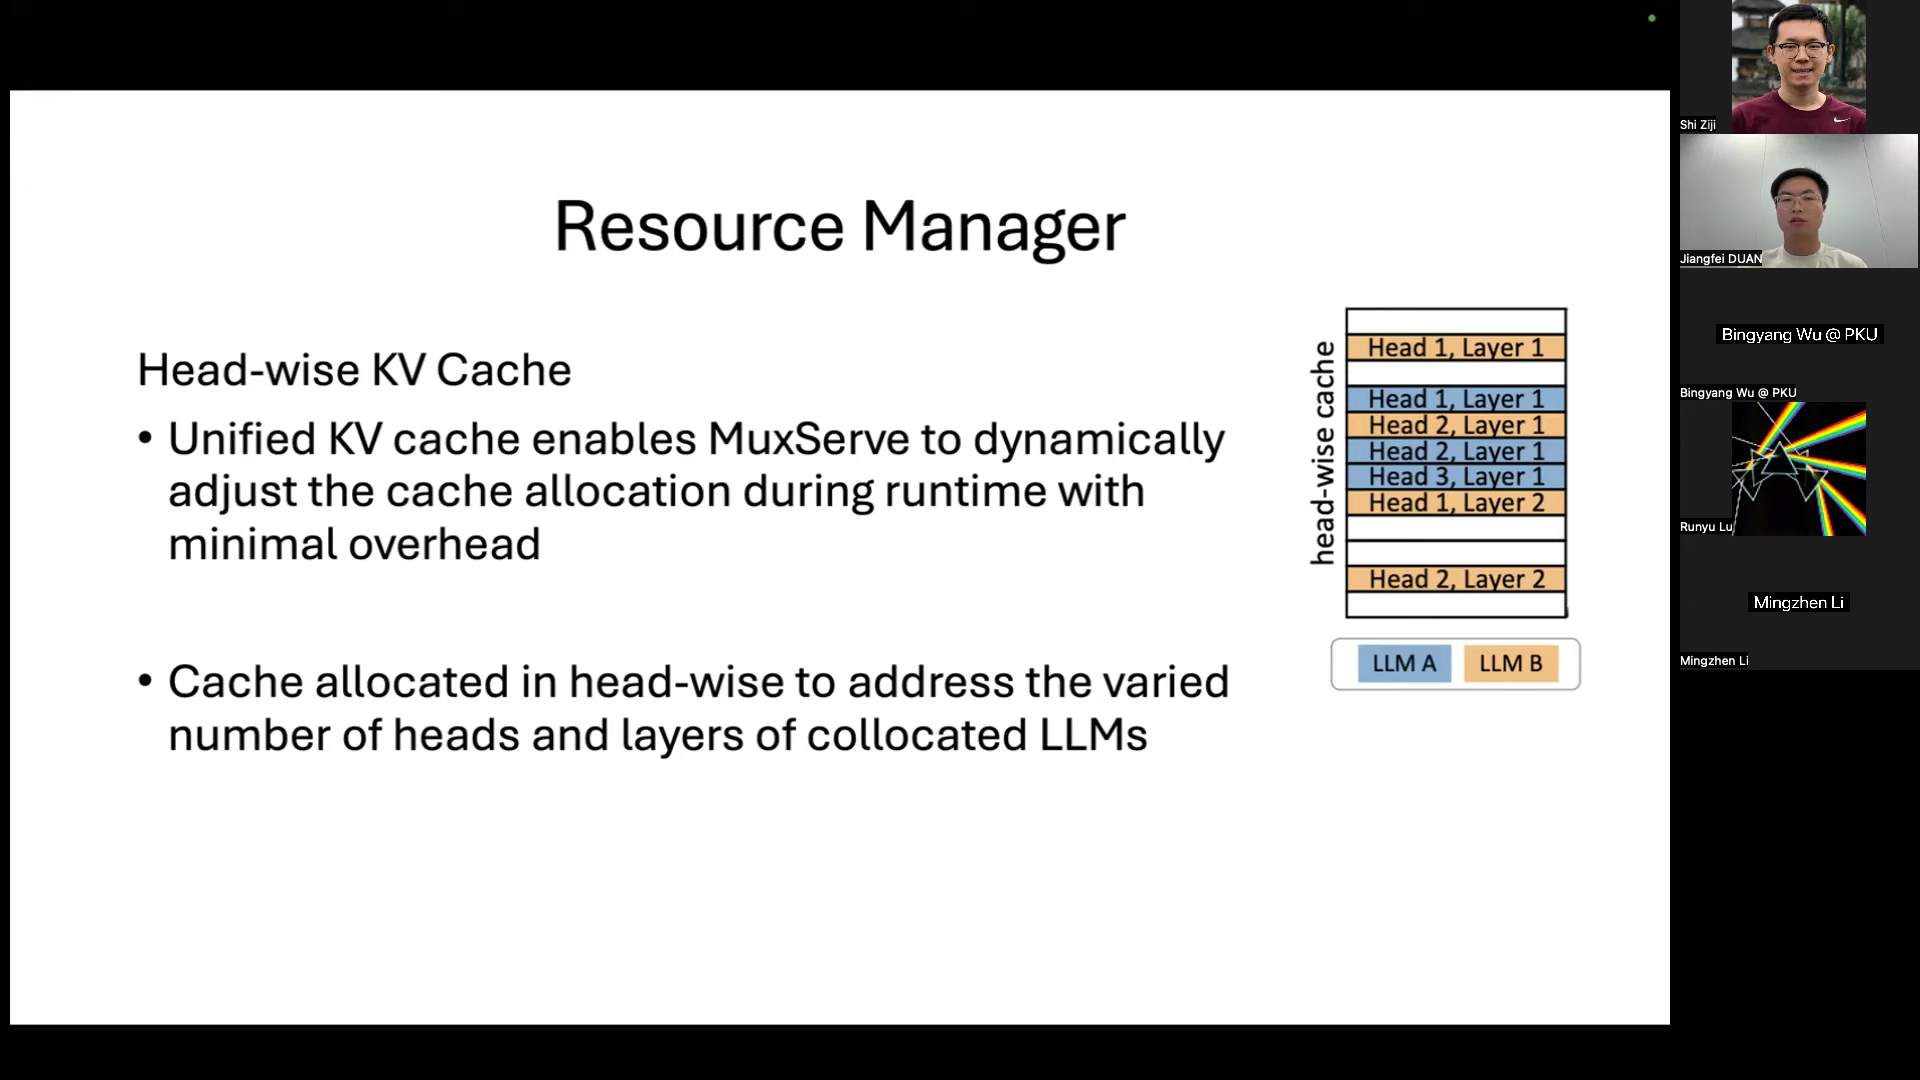 Resource Manager
Head-wise KV Cache
• Unified KV cache enables MuxServe to dynamically
adjust the cache allocation during runtime with
minimal overhead
• Cache allocated in head-wise to address the varied
number of heads and layers of collocated LLMs
head-wise cache
Head 1, Layer 1
Head 1, Layer 1
Head 2, Layer 1
Head 2, Layer 1
Head 3, Layer 1
Head 1, Layer 2
Head 2, Layer 2
LLM A
LLM B
Shi Ziji
Jiangfei DUAN
Bingyang Wu @ PKU
Bingyang Wu @ PKU
Runyu Lu
Mingzhen Li
Mingzhen Li